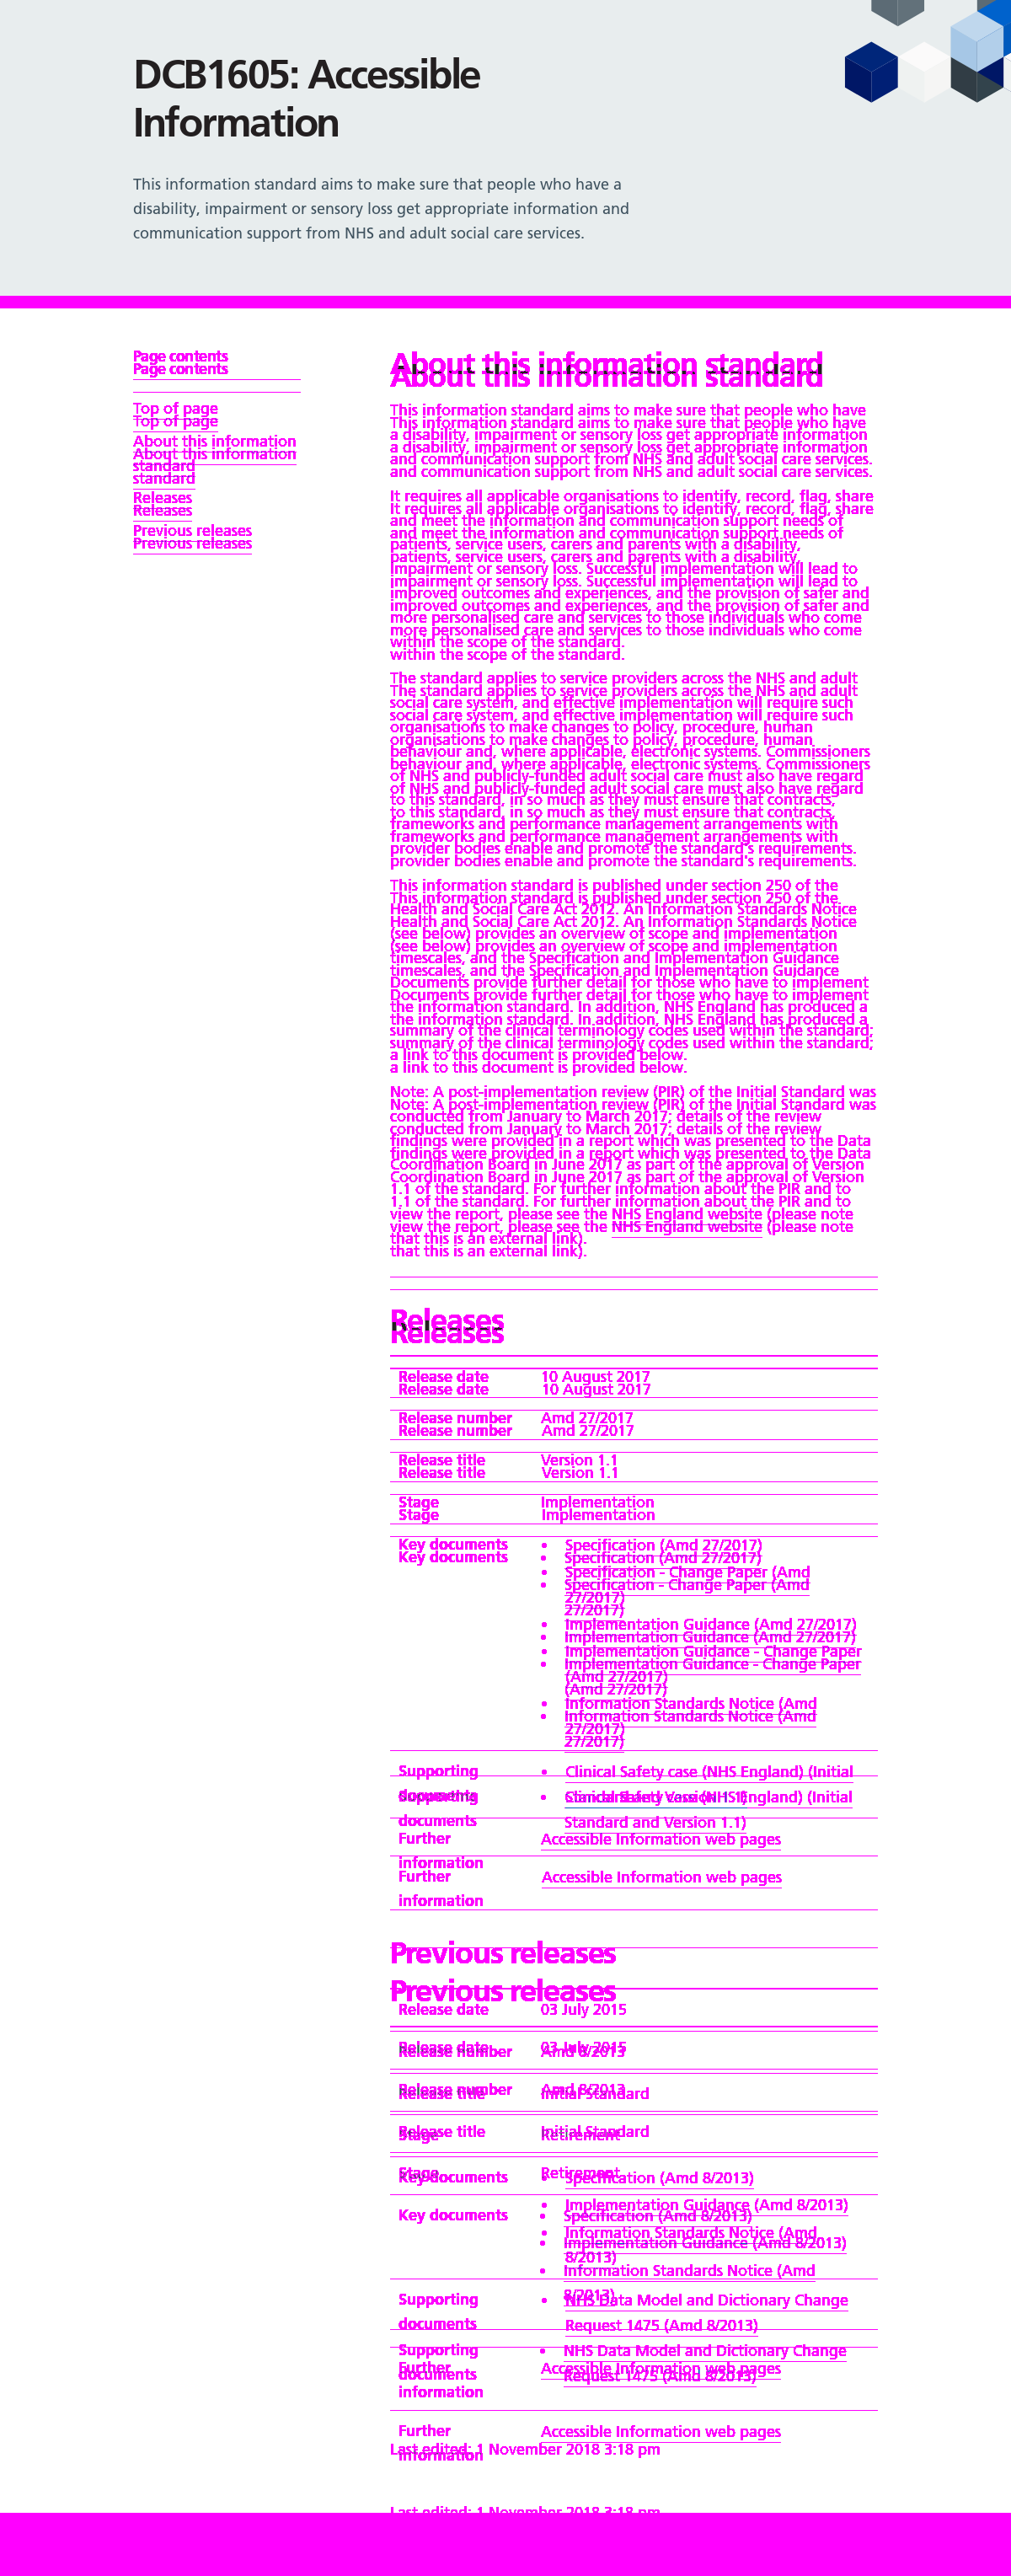 DCB1605: Accessible
Information
This information standard aims to make sure that people who have a
disability, impairment or sensory loss get appropriate information and
communication support from NHS and adult social care services.
Page contents
Top of page
About this information
standard
Releases
Previous releases
About this information standard
This information standard aims to make sure that people who have
a disability, impairment or sensory loss get appropriate information
and communication support from NHS and adult social care services.
It requires all applicable organisations to identify, record, flag, share
and meet the information and communication support needs of
patients, service users, carers and parents with a disability,
impairment or sensory loss. Successful implementation will lead to
improved outcomes and experiences, and the provision of safer and
more personalised care and services to those individuals who come
within the scope of the standard.
The standard applies to service providers across the NHS and adult
social care system, and effective implementation will require such
organisations to make changes to policy, procedure, human
behaviour and, where applicable, electronic systems. Commissioners
of NHS and publicly-funded adult social care must also have regard
to this standard, in so much as they must ensure that contracts,
frameworks and performance management arrangements with
provider bodies enable and promote the standard's requirements.
This information standard is published under section 250 of the
Health and Social Care Act 2012. An Information Standards Notice
(see below) provides an overview of scope and implementation
timescales, and the Specification and Implementation Guidance
Documents provide further detail for those who have to implement
the information standard. In addition, NHS England has produced a
summary of the clinical terminology codes used within the standard;
a link to this document is provided below.
Note: A post-implementation review (PIR) of the Initial Standard was
conducted from January to March 2017; details of the review
findings were provided in a report which was presented to the Data
Coordination Board in June 2017 as part of the approval of Version
1.1 of the standard. For further information about the PIR and to
view the report, please see the NHS England website (please note
that this is an external link).
Releases
Release date 10 August 2017
Release number Amd 27/2017
Release title Version 1.1
Stage Implementation
Key documents
• Specification (Amd 27/2017)
• Specification - Change Paper (Amd
27/2017)
• Implementation Guidance (Amd 27/2017)
• Implementation Guidance - Change Paper
(Amd 27/2017)
• Information Standards Notice (Amd
27/2017)
Supporting
documents
• Clinical Safety case (NHS England) (Initial
Standard and Version 1.1)
Further
information
Accessible Information web pages
Previous releases
Release date 03 July 2015
Release number Amd 8/2013
Release title Initial Standard
Stage Retirement
Key documents
• Specification (Amd 8/2013)
• Implementation Guidance (Amd 8/2013)
• Information Standards Notice (Amd
8/2013)
Supporting
documents
• NHS Data Model and Dictionary Change
Request 1475 (Amd 8/2013)
Further
information
Accessible Information web pages
Last edited: 1 November 2018 3:18 pm